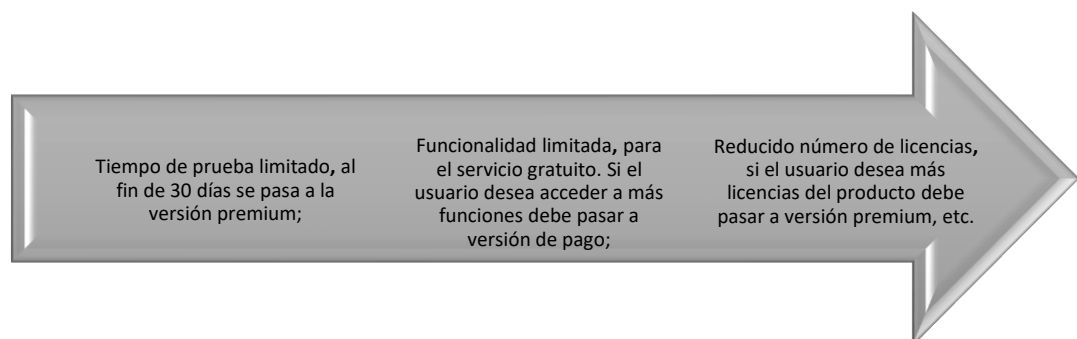 Tiempo de prueba limitado, al
fin de 30 días se pasa a la
versión premium;
Funcionalidad limitada, para
el servicio gratuito. Si el
usuario desea acceder a más
funciones debe pasar a
versión de pago;
Reducido número de licencias,
si el usuario desea más
licencias del producto debe
pasar a versión premium, etc.